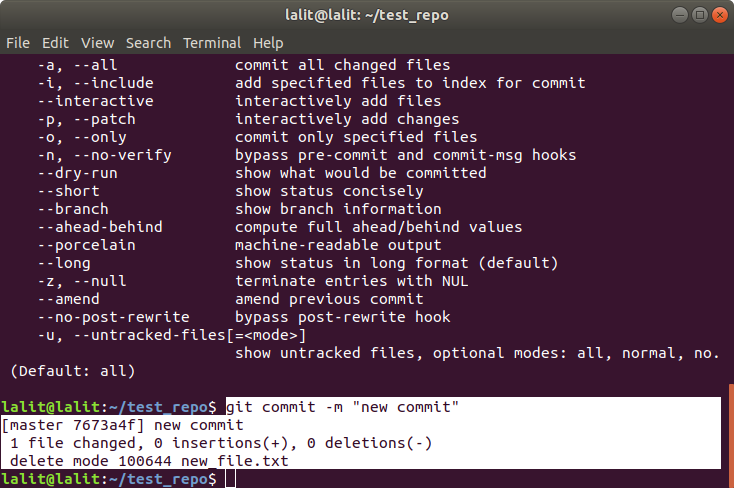 lalit@lalit: ~/test_repo
File Edit View Search Terminal Help
-a, --all commit all changed files
-i, --include add specified files to index for commit
--interactive interactively add files
-p, --patch interactively add changes
-o, --only commit only specified files
-n, --no-verify bypass pre-commit and commit-msg hooks
--dry-run show what would be committed
--short show status concisely
--branch show branch information
--ahead-behind compute full ahead/behind values
--porcelain machine-readable output
--long show status in long format (default)
-z, --null terminate entries with NUL
--amend amend previous commit
--no-post-rewrite bypass post-rewrite hook
-u, --untracked-files[=<mode>]
show untracked files, optional modes: all, normal, no.
(Default: all)
lalit@lalit:~/test_repo$ git commit -m "new commit"
[master 7673a4f] new commit
1 file changed, 0 insertions(+), 0 deletions(-)
delete mode 100644 new_file.txt
lalit@lalit:~/test_repo$